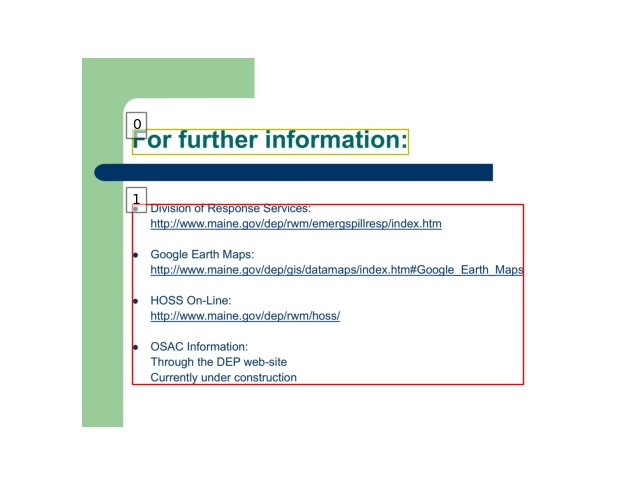 0
For further information:
1
Division of Response Services:
http://www.maine.gov/dep/rwm/emergspillresp/index.htm
Google Earth Maps:
http://www.maine.gov/dep/gis/datamaps/index.htm#Google_Earth_Maps
HOSS On-Line:
http://www.maine.gov/dep/rwm/hoss/
OSAC Information:
Through the DEP web-site
Currently under construction